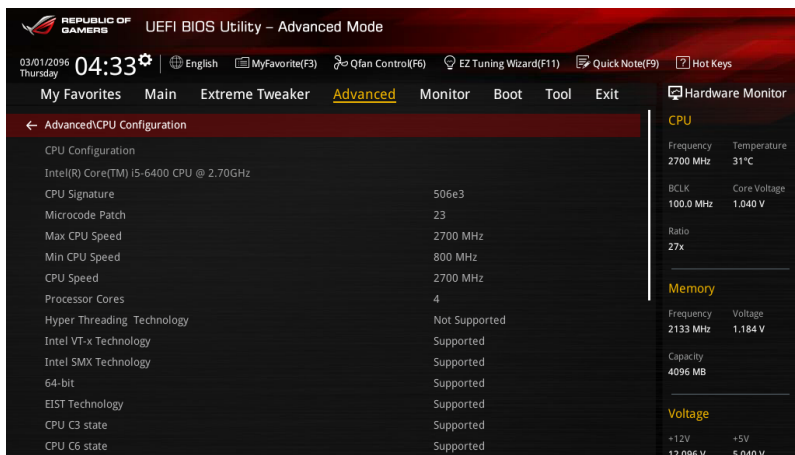 REPUBLIC OF
GAMERS
UEFI BIOS Utility – Advanced Mode
03/01/2096
Thursday
04:33
English
MyFavorite(F3)
Qfan Control(F6)
EZ Tuning Wizard(F11)
Quick Note(F9)
? Hot Keys
My Favorites Main Extreme Tweaker Advanced Monitor Boot Tool Exit
← Advanced\CPU Configuration
CPU Configuration
Intel(R) Core(TM) i5-6400 CPU @ 2.70GHz
CPU Signature 506e3
Microcode Patch 23
Max CPU Speed 2700 MHz
Min CPU Speed 800 MHz
CPU Speed 2700 MHz
Processor Cores 4
Hyper Threading Technology Not Supported
Intel VT-x Technology Supported
Intel SMX Technology Supported
64-bit Supported
EIST Technology Supported
CPU C3 state Supported
CPU C6 state Supported
Hardware Monitor
CPU
Frequency Temperature
2700 MHz 31°C
BCLK Core Voltage
100.0 MHz 1.040 V
Ratio
27x
Memory
Frequency Voltage
2133 MHz 1.184 V
Capacity
4096 MB
Voltage
+12V +5V
12.096 V 5.040 V